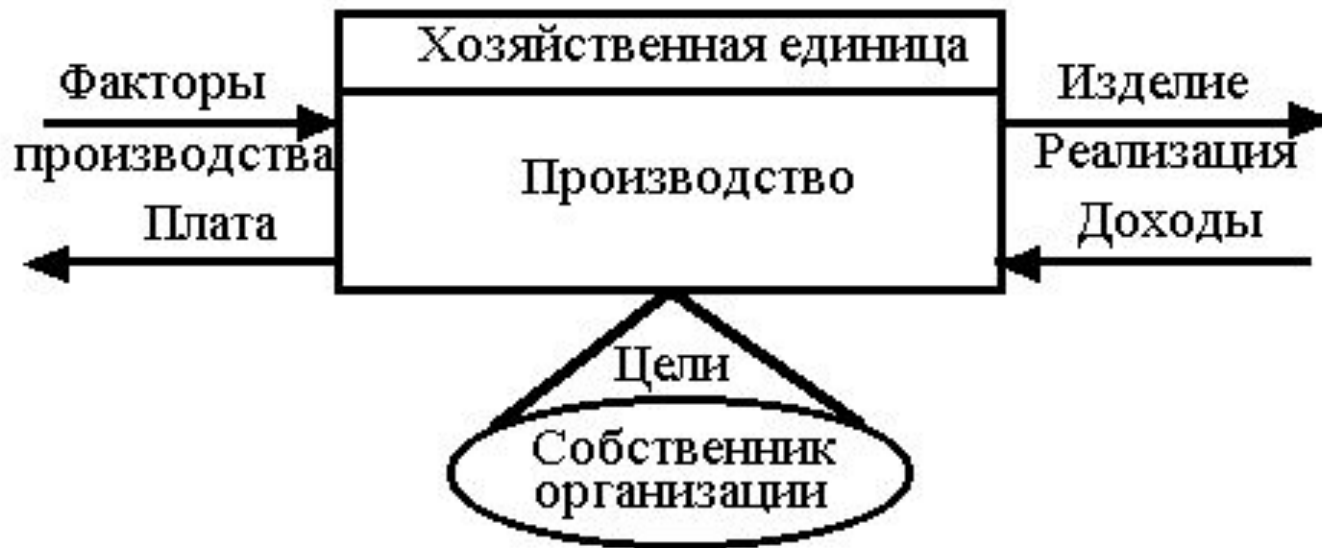 Хозяйственная единица
Факторы
производства
Плата
Производство
Изделие
Реализация
Доходы
Цели
Собственник
организации